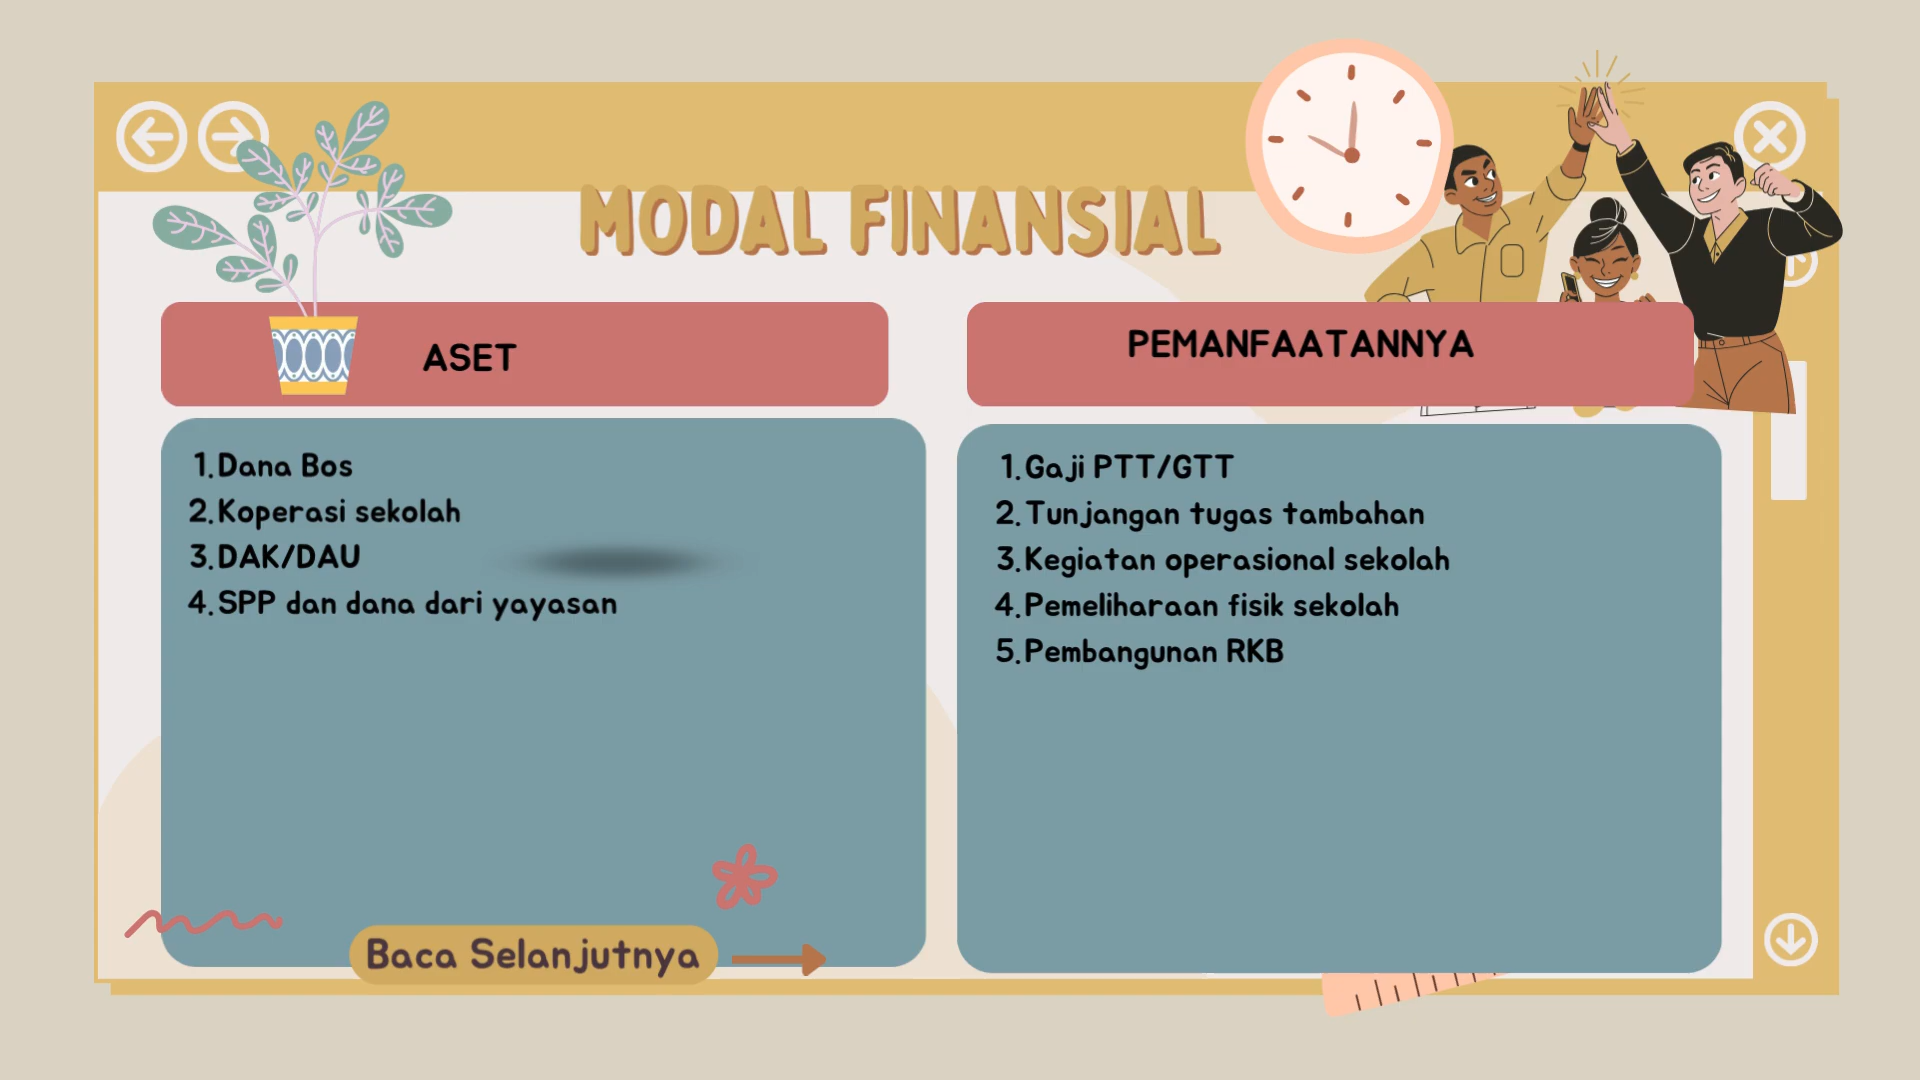 MODAL FINANSIAL
ASET
1. Dana Bos
2. Koperasi sekolah
3. DAK/DAU
4. SPP dan dana dari yayasan
PEMANFAATANNYA
1. Gaji PTT/GTT
2. Tunjangan tugas tambahan
3. Kegiatan operasional sekolah
4. Pemeliharaan fisik sekolah
5. Pembangunan RKB
Baca Selanjutnya